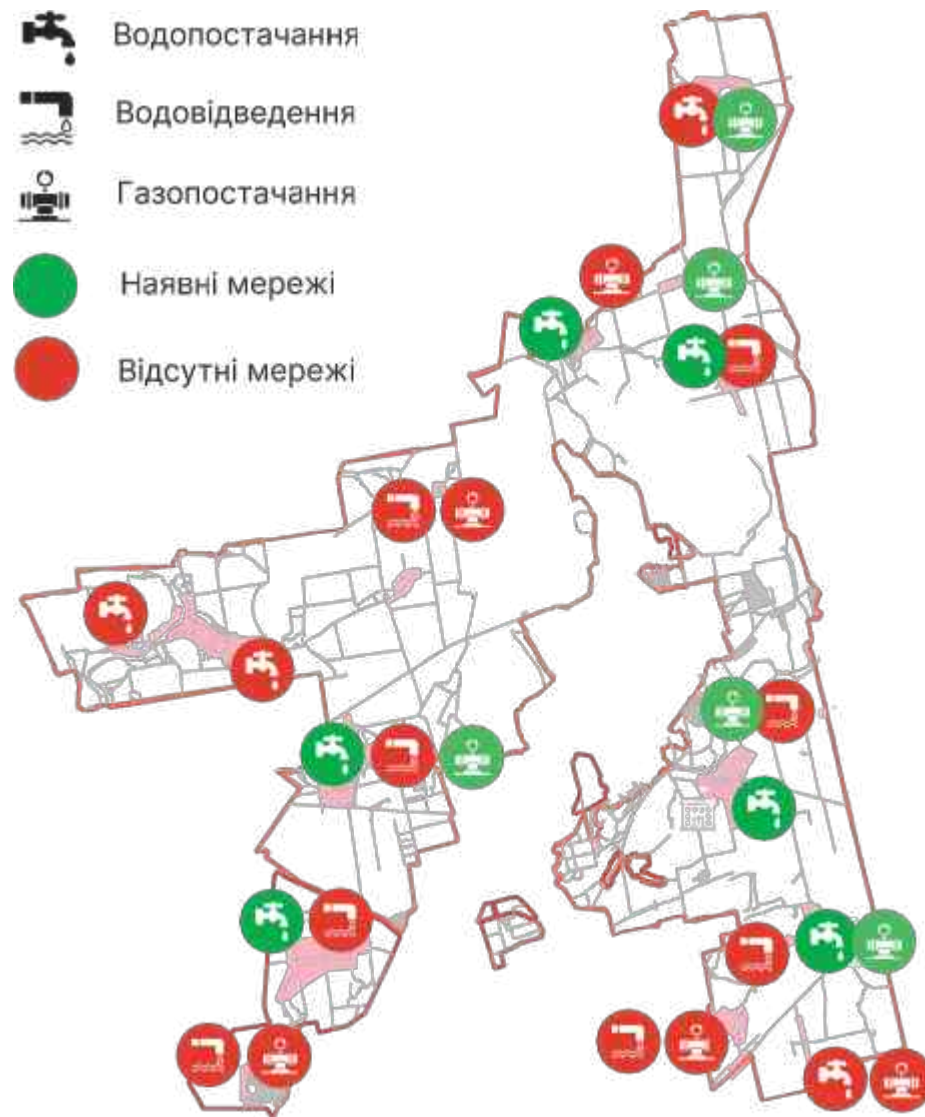 Водопостачання
Водовідведення
Газопостачання
Наявні мережі
Відсутні мережі